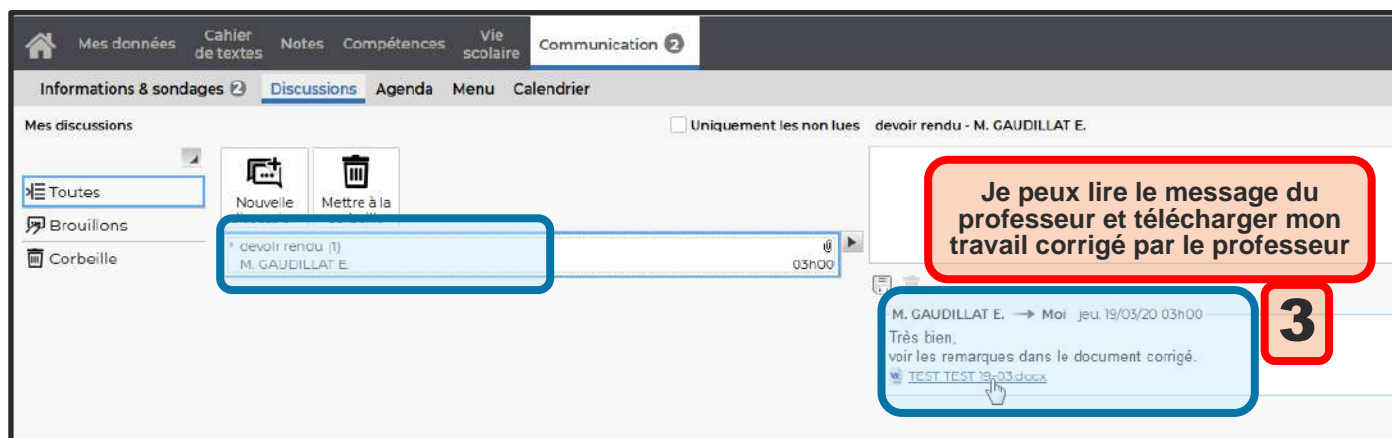 Mes données
Cahier
de textes
Notes
Compétences
Vie
scolaire
Communication 2
Informations & sondages 2 Discussions Agenda Menu Calendrier
Mes discussions
Uniquement les non lues
devoir rendu - M. GAUDILLAT E.
Toutes
Brouillons
Corbeille
Nouvelle
Mettre à la
devoir rendu (1)
M. GAUDILLAT E.
03h00
Je peux lire le message du
professeur et télécharger mon
travail corrigé par le professeur
3
M. GAUDILLAT E. → Moi jeu. 19/03/20 03h00
Très bien,
voir les remarques dans le document corrigé.
TEST TEST 19-03.docx